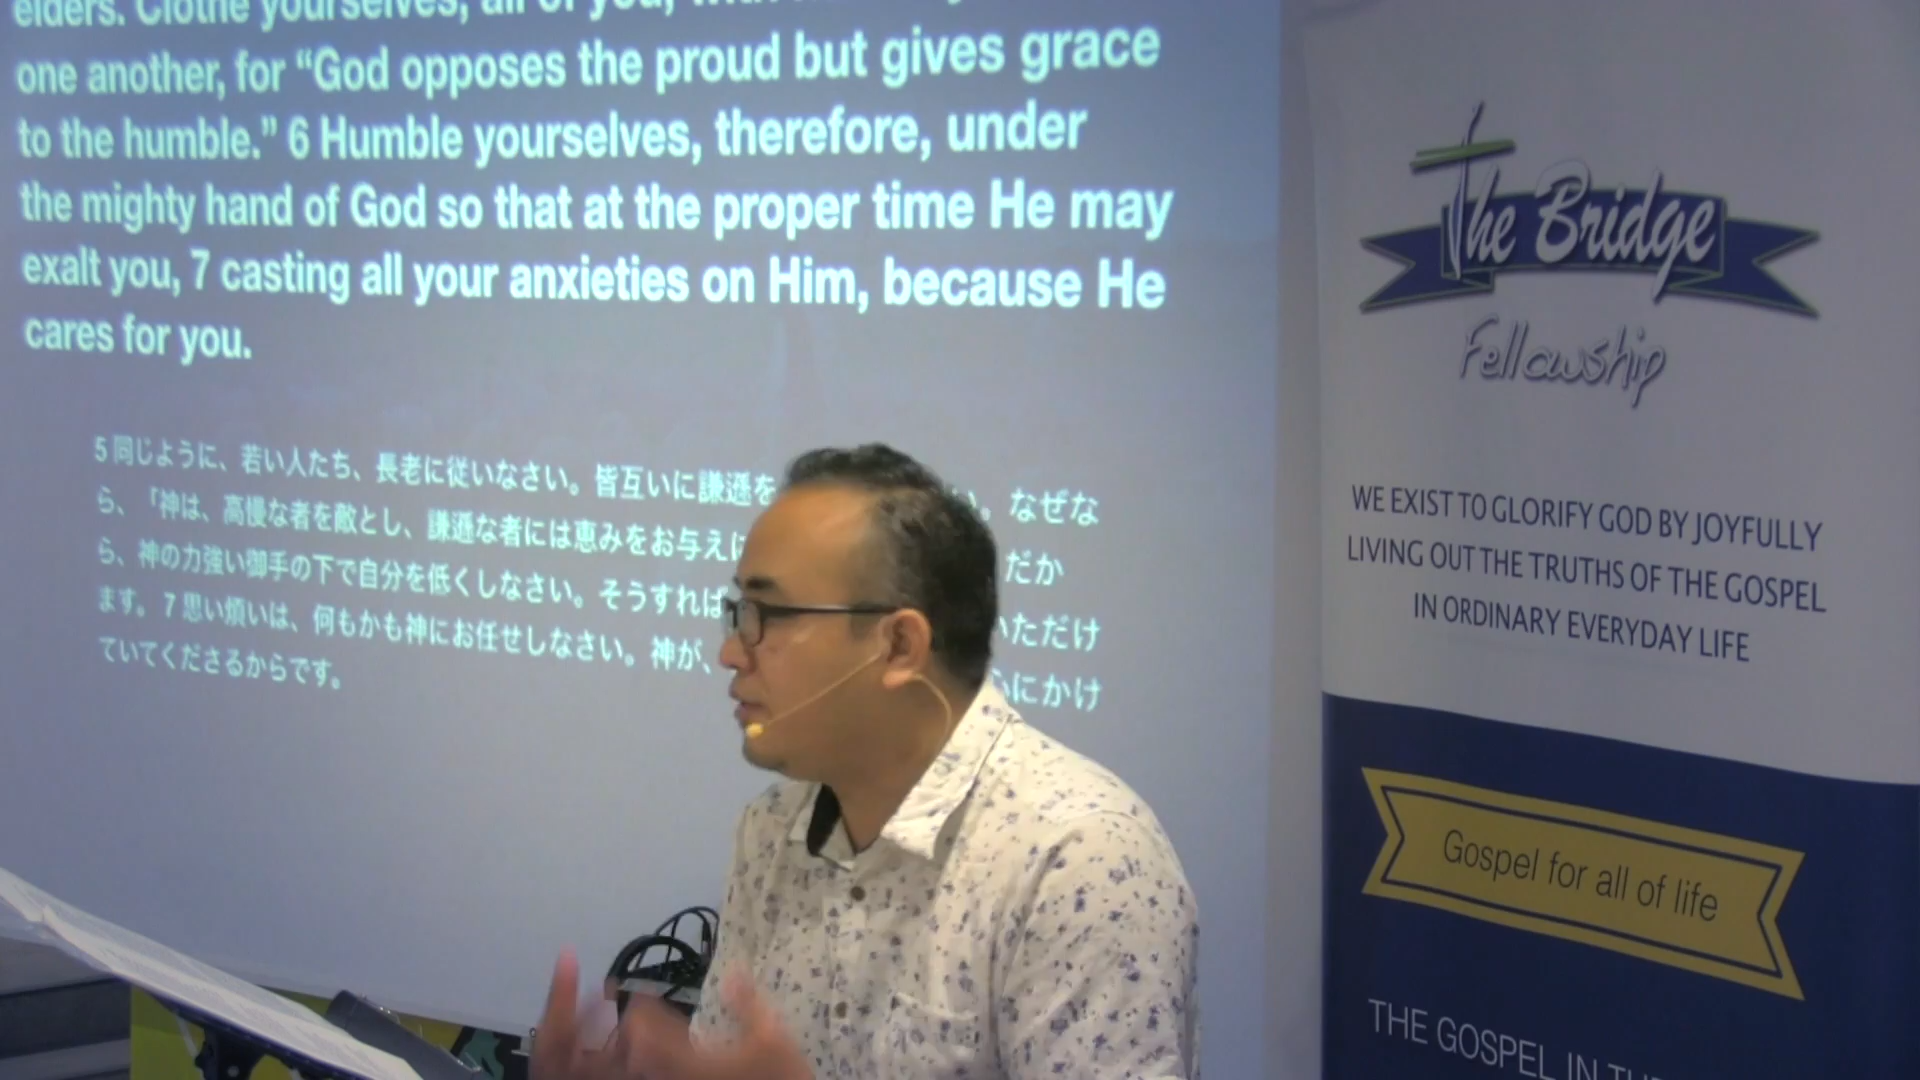 elders. Clothe yourselves, all of you,
one another, for “God opposes the proud but gives grace
to the humble.” 6 Humble yourselves, therefore, under
the mighty hand of God so that at the proper time He may
exalt you, 7 casting all your anxieties on Him, because He
cares for you.
5 同じように、若い人たち、長老に従いなさい。皆互いに謙遜を 。なぜな
ら、「神は、高慢な者を敵とし、謙遜な者には恵みをお与えに だか
ら、神の力強い御手の下で自分を低くしなさい。そうすれば いただけ
ます。7 思い煩いは、何もかも神にお任せしなさい。神が、 心にかけ
ていてくださるからです。
The Bridge
Fellowship
WE EXIST TO GLORIFY GOD BY JOYFULLY
LIVING OUT THE TRUTHS OF THE GOSPEL
IN ORDINARY EVERYDAY LIFE
Gospel for all of life
THE GOSPEL IN